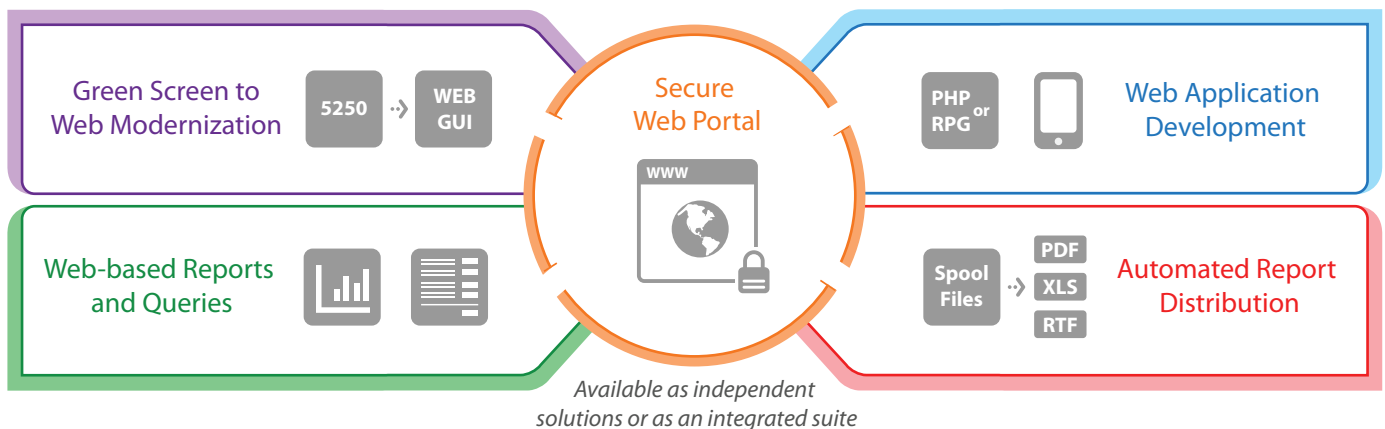 Green Screen to
Web Modernization
5250
WEB
GUI
Secure
Web Portal
WWW
PHP
or
RPG
Web Application
Development
Web-based Reports
and Queries
Spool
Files
PDF
XLS
RTF
Automated Report
Distribution
Available as independent
solutions or as an integrated suite